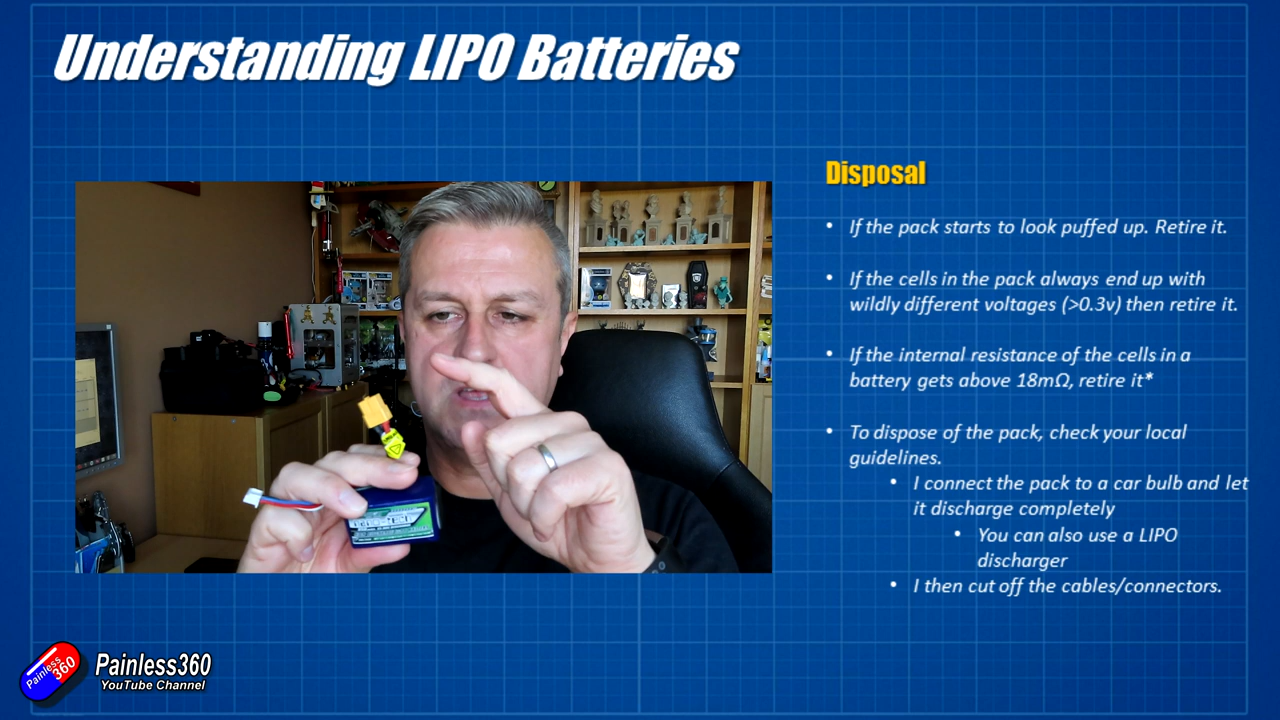 Understanding LIPO Batteries
Disposal
• If the pack starts to look puffed up. Retire it.
• If the cells in the pack always end up with
wildly different voltages (>0.3v) then retire it.
• If the internal resistance of the cells in a
battery gets above 18mΩ, retire it*
• To dispose of the pack, check your local
guidelines.
• I connect the pack to a car bulb and let
it discharge completely
• You can also use a LIPO
discharger
• I then cut off the cables/connectors.
Painless
360
Painless360
YouTube Channel